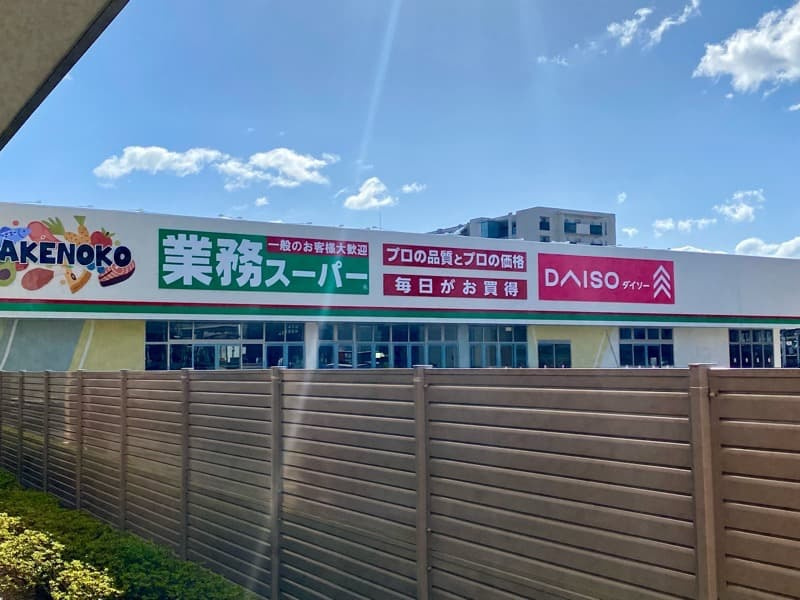 AKENOKO
業務スーパー
一般のお客様大歓迎
プロの品質とプロの価格
毎日がお買得
DAISO ダイソー